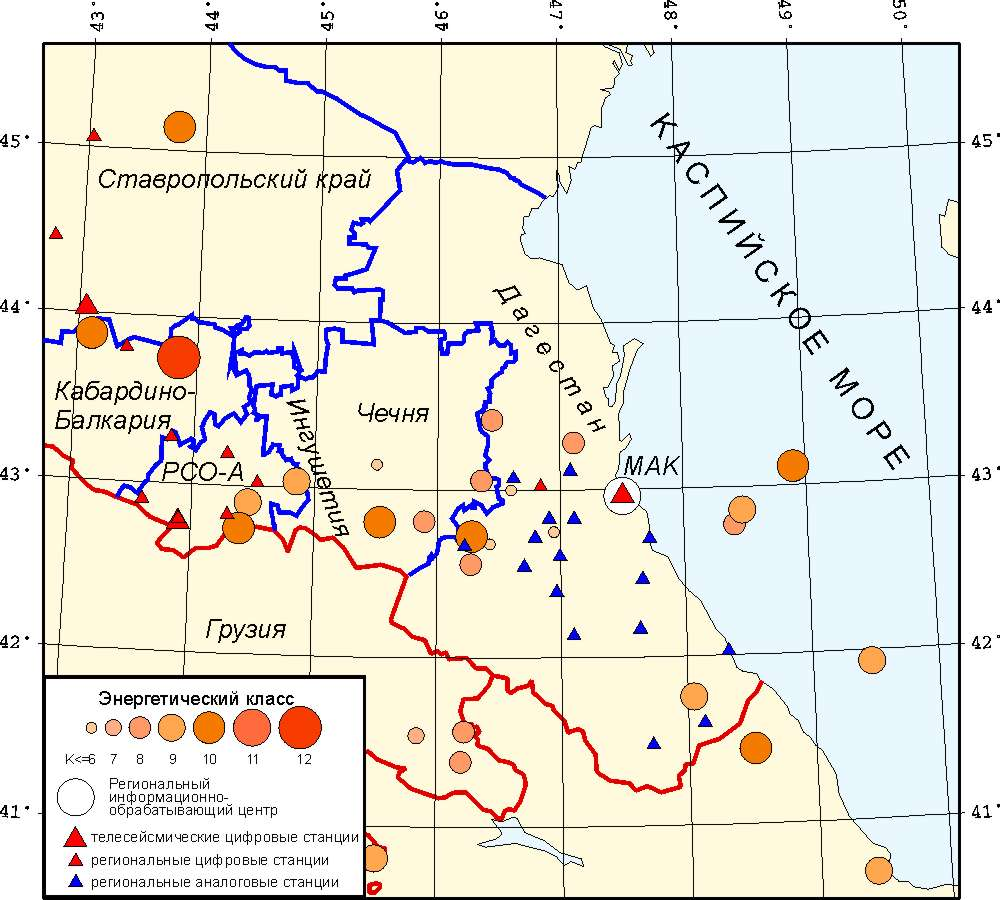 43° 44° 45° 46° 47° 48° 49° 50°
45° 45°
КАСПИЙСКОЕ МОРЕ
Ставропольский край
44° 44°
Дагестан
Кабардино-
Балкария
Чечня
Ингушетия
РСО-А
МАК
43° 43°
Грузия
42° 42°
41° 41°
Энергетический класс
К<=6 7 8 9 10 11 12
Региональный
информационно-
обрабатывающий центр
телесейсмические цифровые станции
региональные цифровые станции
региональные аналоговые станции